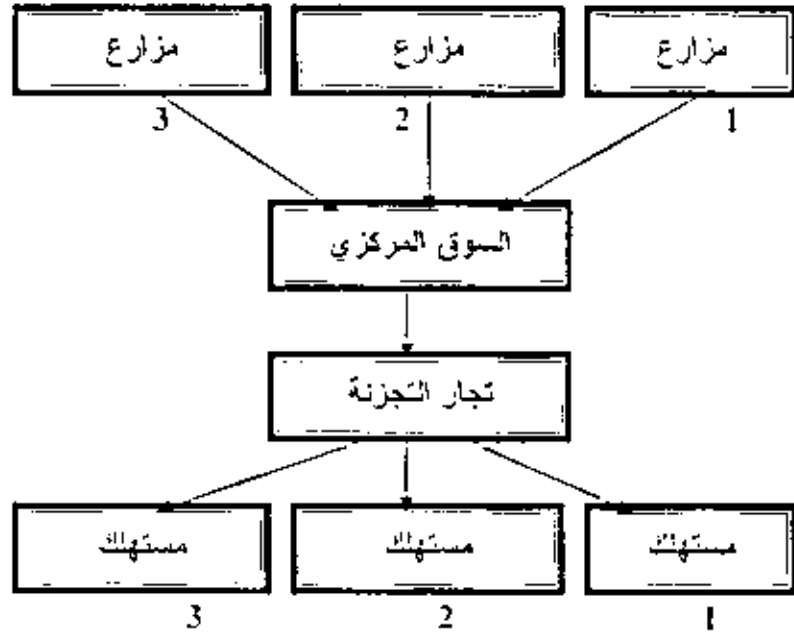 مزارع
مزارع
مزارع
1
2
3
السوق المركزي
تجار التجزئة
مستهلك
مستهلك
مستهلك
1
2
3